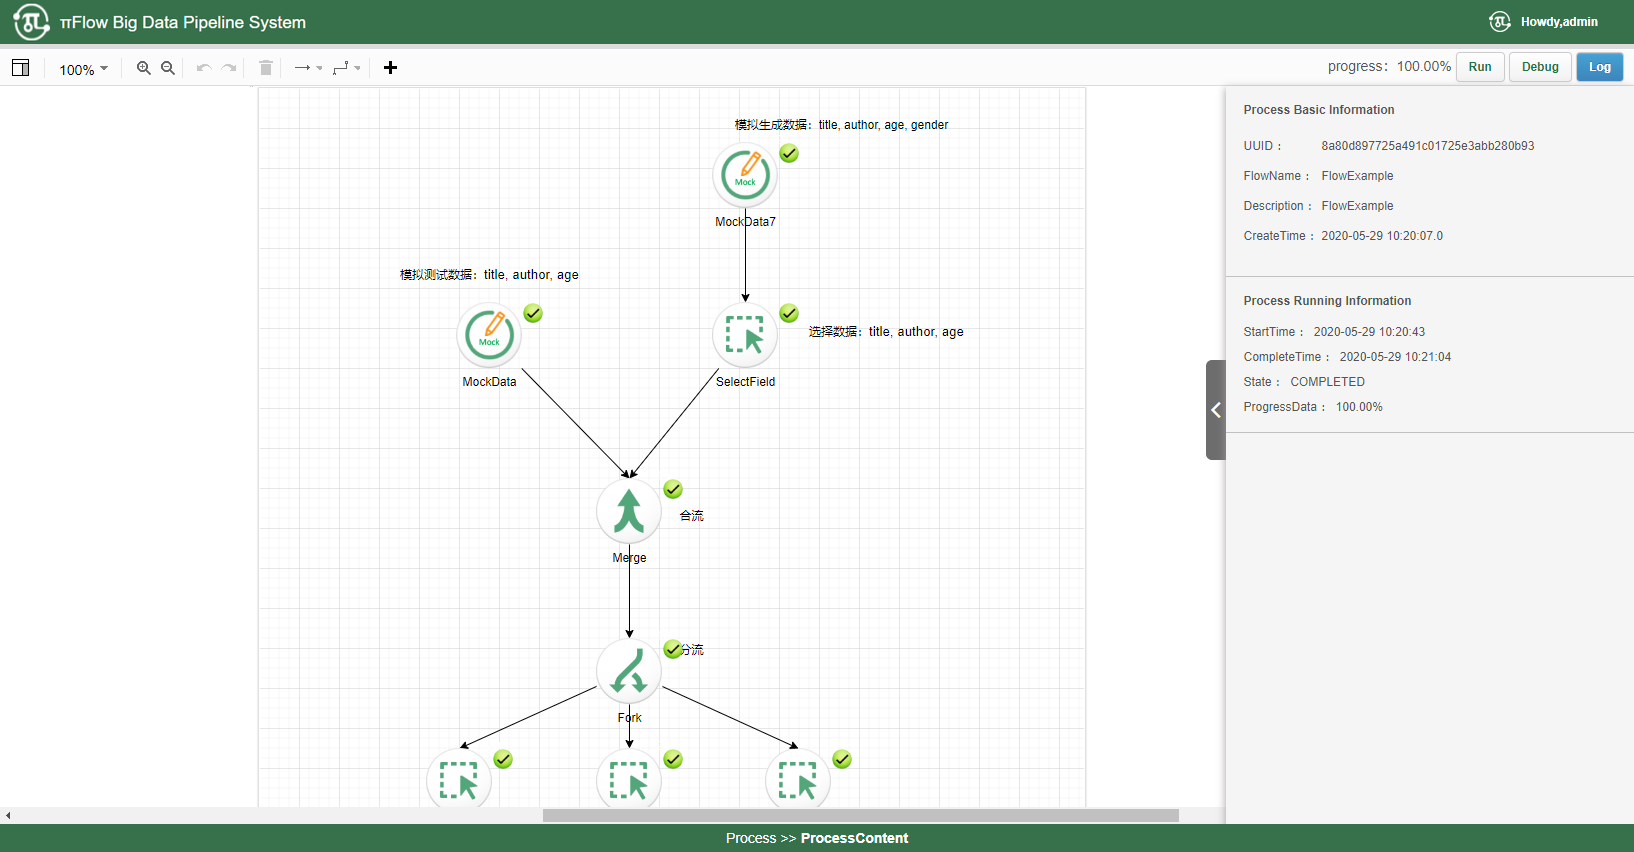 πFlow Big Data Pipeline System
Howdy,admin
100%
progress：100.00%
Run
Debug
Log
模拟生成数据：title, author, age, gender
Mock
MockData7
模拟测试数据：title, author, age
Mock
MockData
选择数据：title, author, age
SelectField
合流
Merge
分流
Fork
Process Basic Information
UUID：
8a80d897725a491c01725e3abb280b93
FlowName：
FlowExample
Description：
FlowExample
CreateTime：
2020-05-29 10:20:07.0
Process Running Information
StartTime： 2020-05-29 10:20:43
CompleteTime： 2020-05-29 10:21:04
State： COMPLETED
ProgressData： 100.00%
Process >> ProcessContent